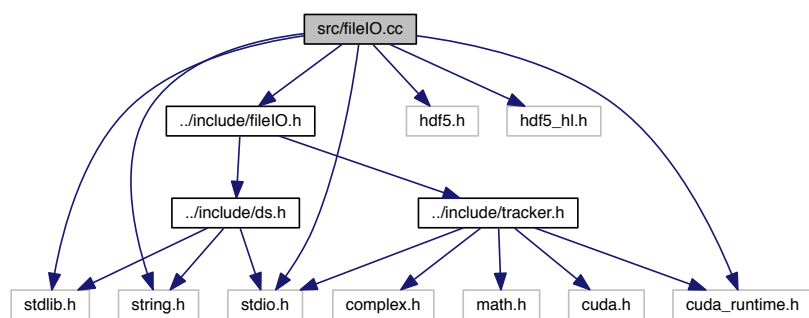 src/fileIO.cc
../include/fileIO.h
hdf5.h
hdf5_hl.h
../include/ds.h
../include/tracker.h
stdlib.h
string.h
stdio.h
complex.h
math.h
cuda.h
cuda_runtime.h